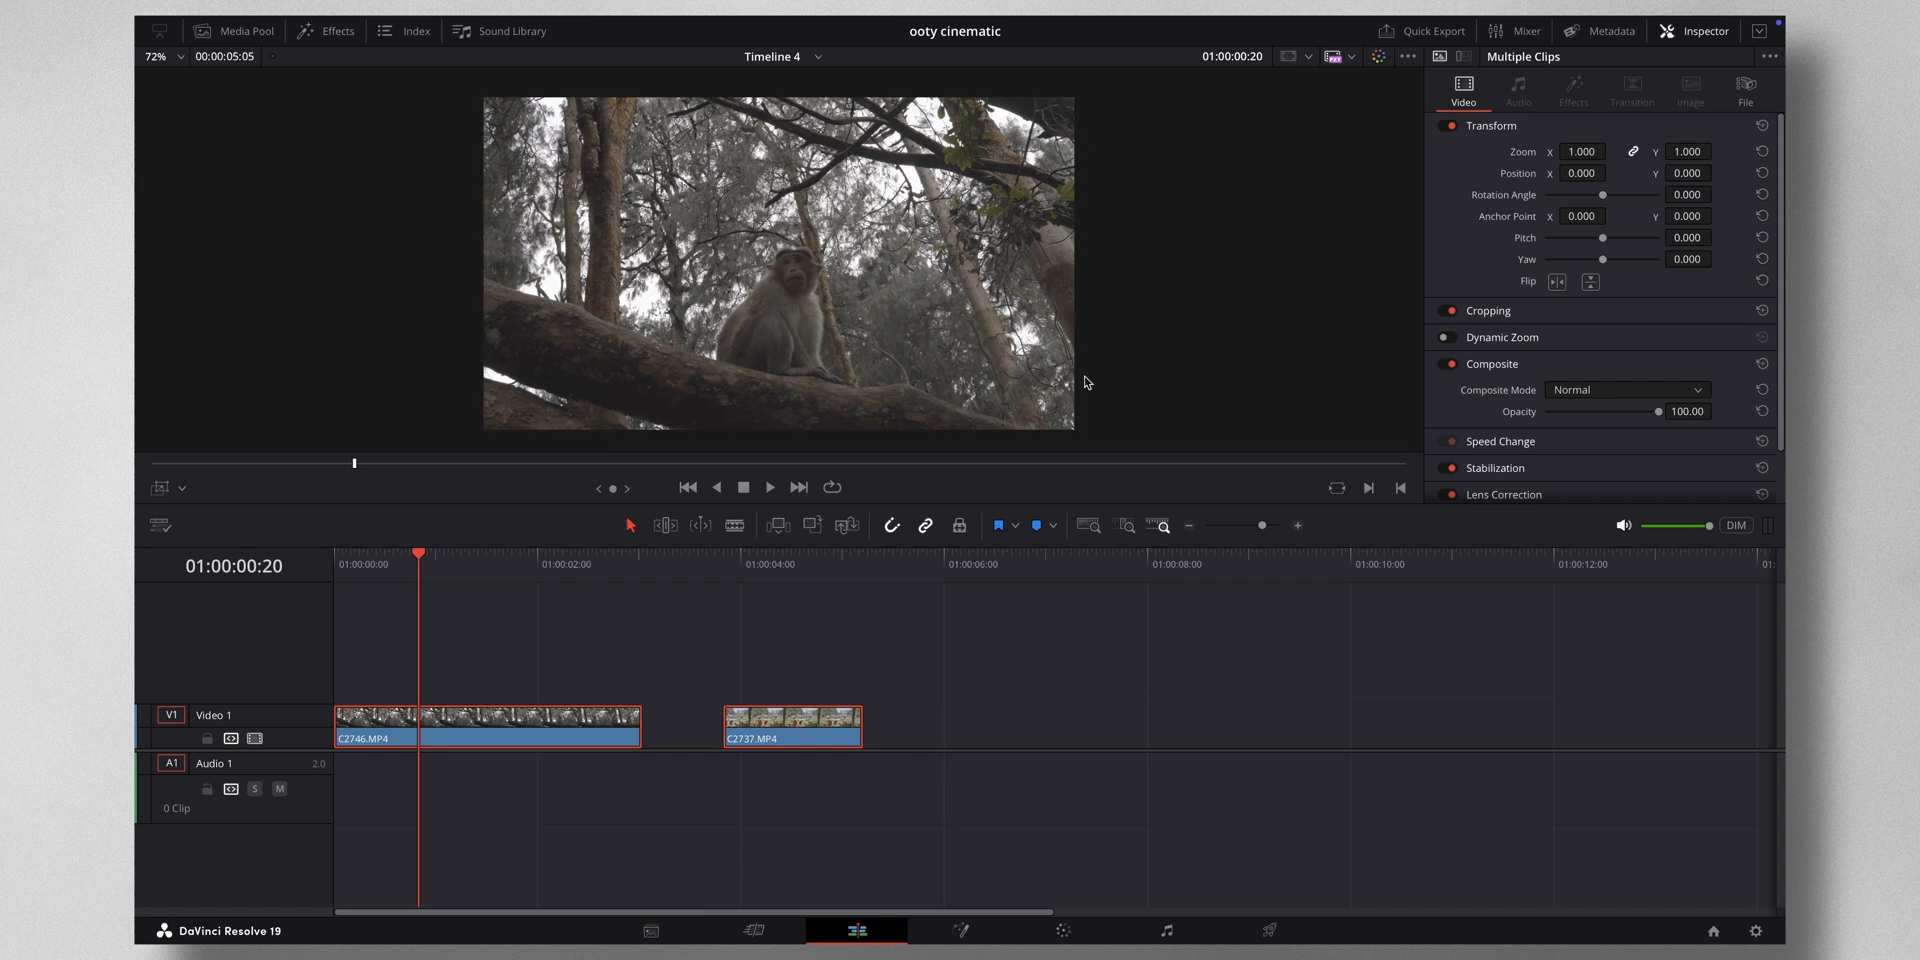 Media Pool Effects Index Sound Library ooty cinematic Quick Export Mixer Metadata Inspector
72% 00:00:05:05 Timeline 4 01:00:00:20 PXY Multiple Clips
Video Audio Effects Transition Image File
Transform
Zoom X 1.000 Y 1.000
Position X 0.000 Y 0.000
Rotation Angle 0.000
Anchor Point X 0.000 Y 0.000
Pitch 0.000
Yaw 0.000
Flip
Cropping
Dynamic Zoom
Composite
Composite Mode Normal
Opacity 100.00
Speed Change
Stabilization
Lens Correction
DIM
01:00:00:20 01:00:00:00 01:00:02:00 01:00:04:00 01:00:06:00 01:00:08:00 01:00:10:00 01:00:12:00 01:
V1 Video 1
C2746.MP4 C2737.MP4
A1 Audio 1 2.0
S M
0 Clip
DaVinci Resolve 19